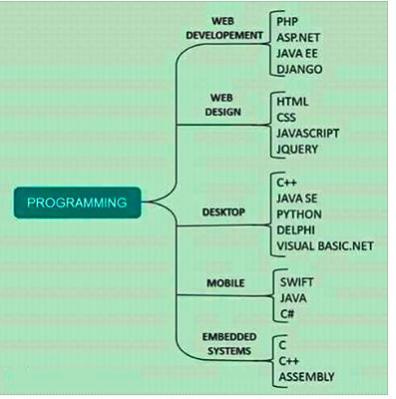 PROGRAMMING
WEB
DEVELOPEMENT
PHP
ASP.NET
JAVA EE
DJANGO
WEB
DESIGN
HTML
CSS
JAVASCRIPT
JQUERY
DESKTOP
C++
JAVA SE
PYTHON
DELPHI
VISUAL BASIC.NET
MOBILE
SWIFT
JAVA
C#
EMBEDDED
SYSTEMS
C
C++
ASSEMBLY